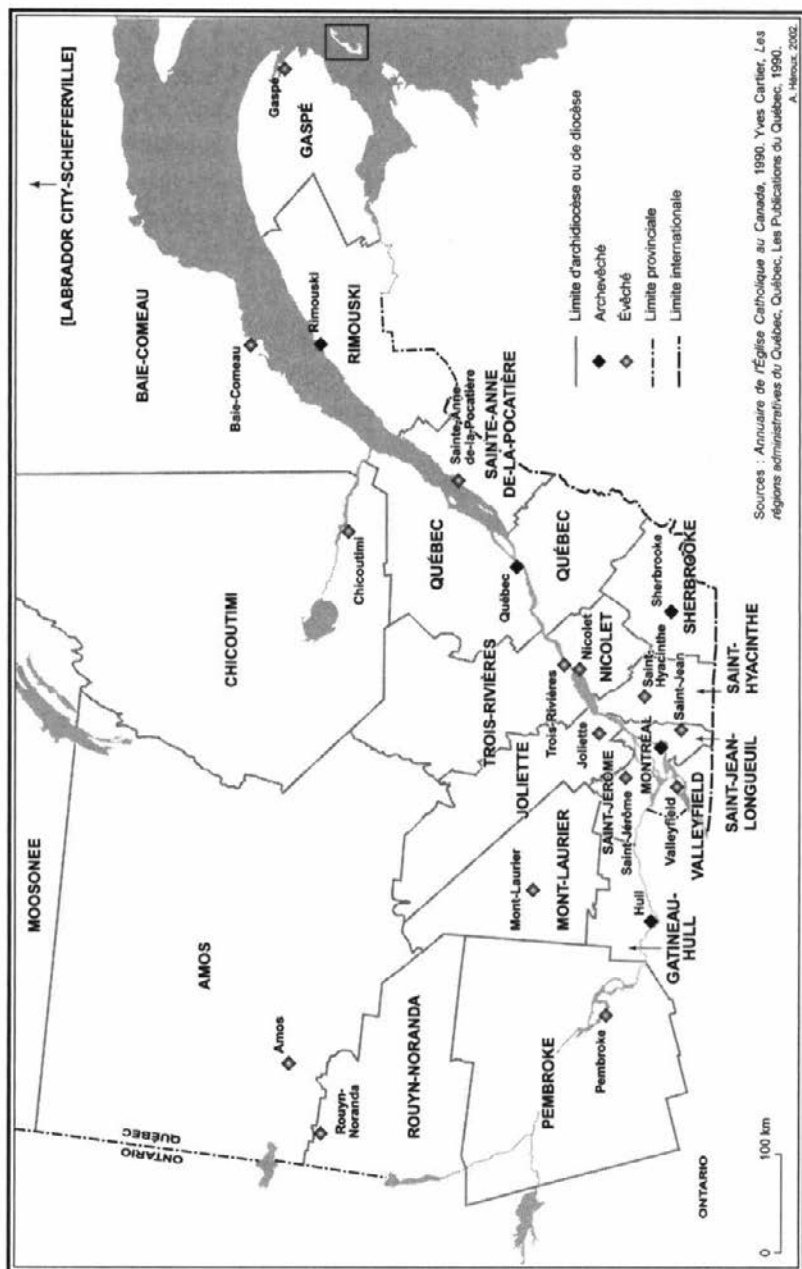 [LABRADOR CITY-SCHEFFERVILLE]
MOOSONEE
BAIE-COMEAU
CHICOUTIMI
AMOS
Gaspé
GASPÉ
Baie-Comeau
Rimouski
RIMOUSKI
Chicoutimi
Amos
Rouyn-
Noranda
ONTARIO
QUÉBEC
ROUYN-NORANDA
Sainte-Anne
de-la-Pocatière
SAINTE-ANNE
DE-LA-POCATIÈRE
QUÉBEC
Québec
QUÉBEC
TROIS-RIVIÈRES
Trois-Rivières
Nicolet
NICOLET
JOLIETTE
Joliette
Mont-Laurier
MONT-LAURIER
SAINT-JÉRÔME
Saint-Jérôme
MONTRÉAL
Saint-
Hyacinthe
Saint-Jean
Sherbrooke
SHERBROOKE
Valleyfield
VALLEYFIELD
SAINT-JEAN-
LONGUEUIL
SAINT-
HYACINTHE
Hull
GATINEAU-
HULL
PEMBROKE
Pembroke
ONTARIO
0
100 km
Limite d'archidiocèse ou de diocèse
Archevêché
Évêché
Limite provinciale
Limite internationale
Sources : Annuaire de l'Église Catholique au Canada, 1990. Yves Cartier, Les
régions administratives du Québec, Québec, Les Publications du Québec, 1990.
A. Héroux, 2002.